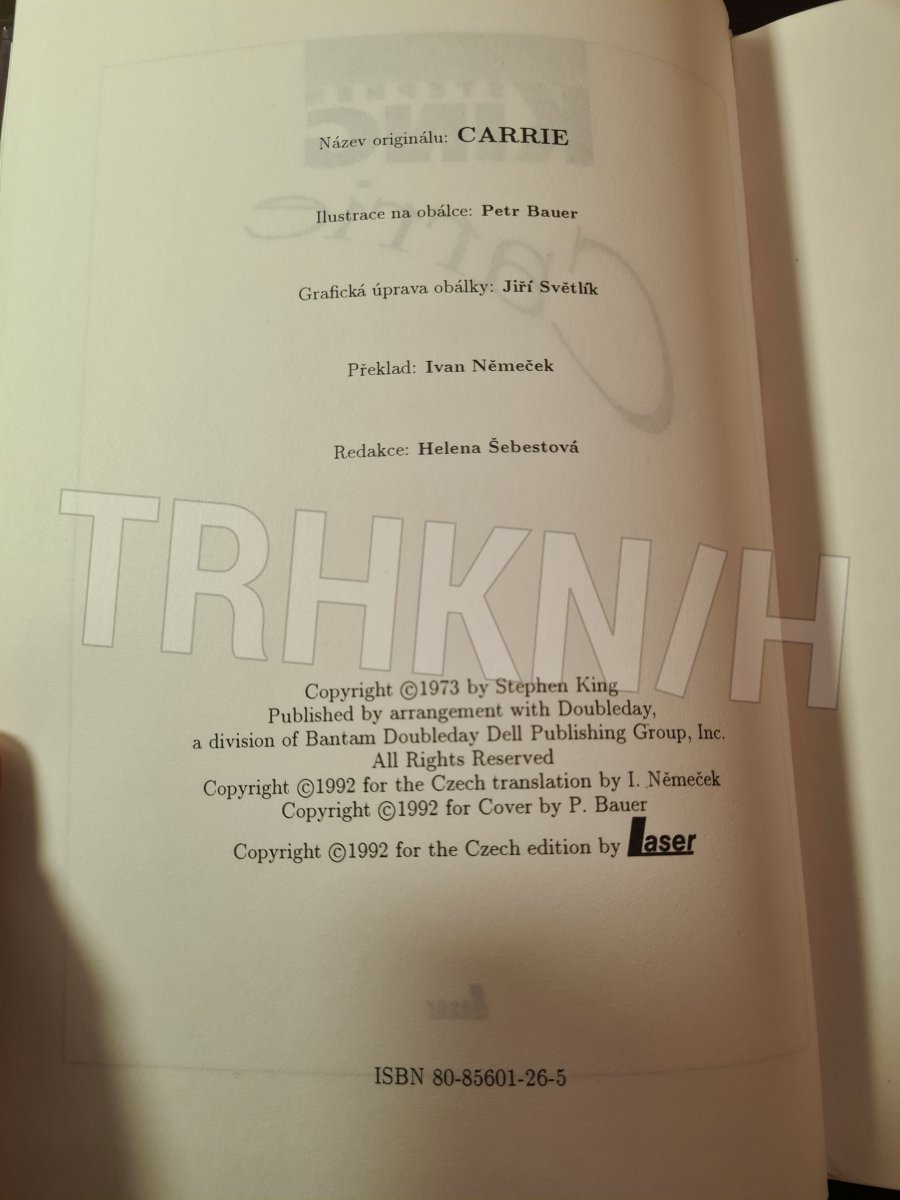 Název originálu: CARRIE
Ilustrace na obálce: Petr Bauer
Grafická úprava obálky: Jiří Světlík
Překlad: Ivan Němeček
Redakce: Helena Šebestová
TRHKN/H
Copyright ©1973 by Stephen King
Published by arrangement with Doubleday,
a division of Bantam Doubleday Dell Publishing Group, Inc.
All Rights Reserved
Copyright ©1992 for the Czech translation by I. Němeček
Copyright ©1992 for Cover by P. Bauer
Copyright ©1992 for the Czech edition by Laser
ISBN 80-85601-26-5